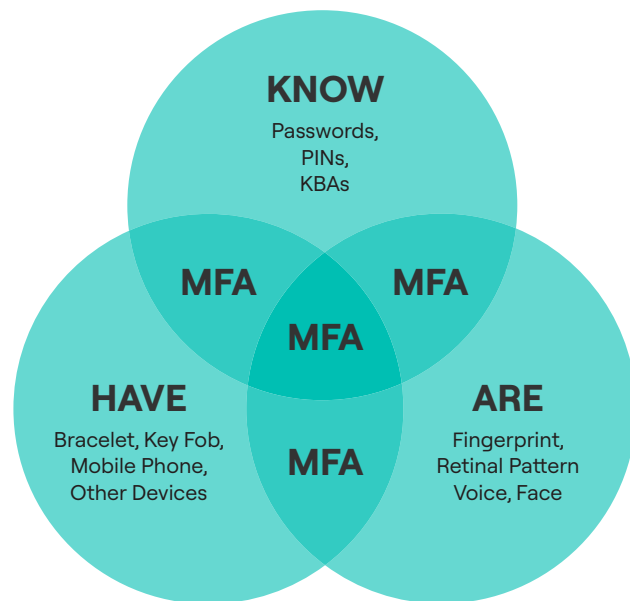 KNOW
Passwords,
PINs,
KBAs
MFA
MFA
MFA
HAVE
Bracelet, Key Fob,
Mobile Phone,
Other Devices
MFA
ARE
Fingerprint,
Retinal Pattern
Voice, Face